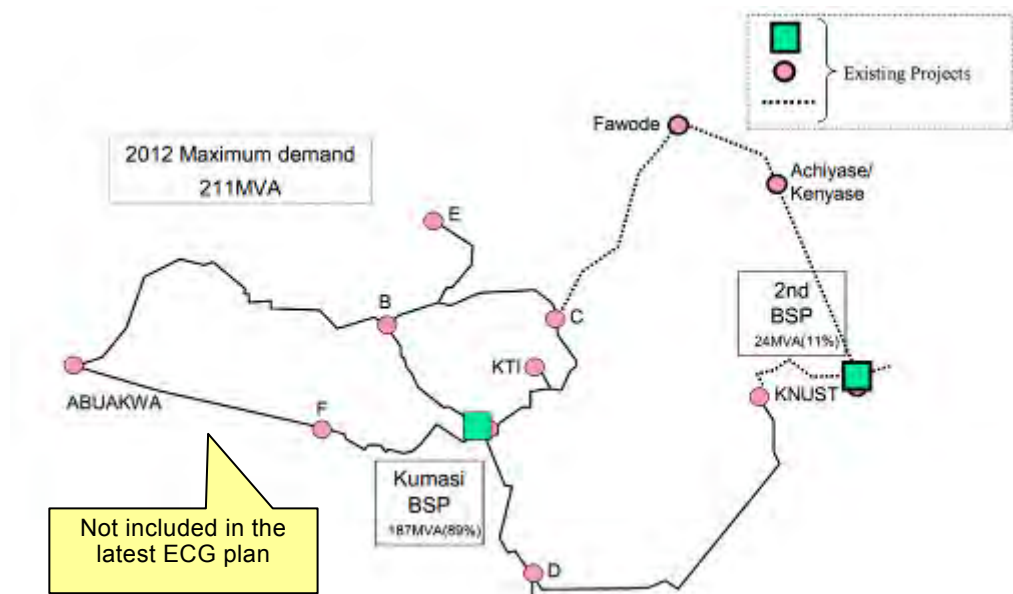 Existing Projects
Fawode
2012 Maximum demand
211MVA
Achiyase/
Kenyase
E
2nd
BSP
24MVA(11%)
B
C
KTI
ABUAKWA
F
KNUST
Kumasi
BSP
187MVA(89%)
Not included in the
latest ECG plan
D